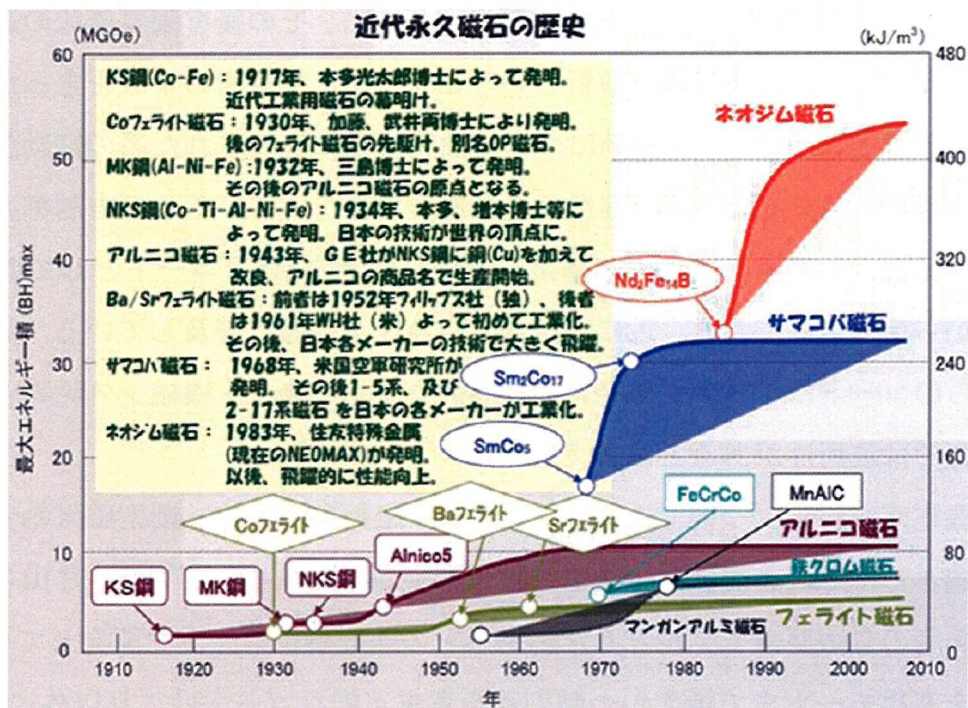 近代永久磁石の歴史
(MGOe)
(kJ/m³)
60
50
40
30
20
10
0
480
400
320
240
160
80
0
最大エネルギー積 (BH)max
KS鋼(Co-Fe)：1917年、本多光太郎博士によって発明。
近代工業用磁石の幕明け。
Coフェライト磁石：1930年、加藤、武井両博士により発明。
後のフェライト磁石の先駆け。別名OP磁石。
MK鋼(Al-Ni-Fe)：1932年、三島博士によって発明。
その後のアルニコ磁石の原点となる。
NKS鋼(Co-Ti-Al-Ni-Fe)：1934年、本多、増本博士等に
よって発明。日本の技術が世界の頂点に。
アルニコ磁石：1943年、GE社がNKS鋼に銅(Cu)を加えて
改良、アルニコの商品名で生産開始。
Ba/Srフェライト磁石：前者は1952年フィリップス社（独）、後者
は1961年WH社（米）よって初めて工業化。
その後、日本各メーカーの技術で大きく飛躍。
サマコバ磁石： 1968年、米国空軍研究所が
発明。その後1-5系、及び
2-17系磁石を日本の各メーカーが工業化。
ネオジム磁石： 1983年、住友特殊金属
(現在のNEOMAX)が発明。
以後、飛躍的に性能向上。
ネオジム磁石
Nd₂Fe₁₄B
サマコバ磁石
Sm₂Co₁₇
SmCo₅
FeCrCo
MnAlC
Coフェライト
Baフェライト
Srフェライト
アルニコ磁石
KS鋼
MK鋼
NKS鋼
Alnico5
鉄クロム磁石
フェライト磁石
マンガンアルミ磁石
1910
1920
1930
1940
1950
1960
1970
1980
1990
2000
2010
年